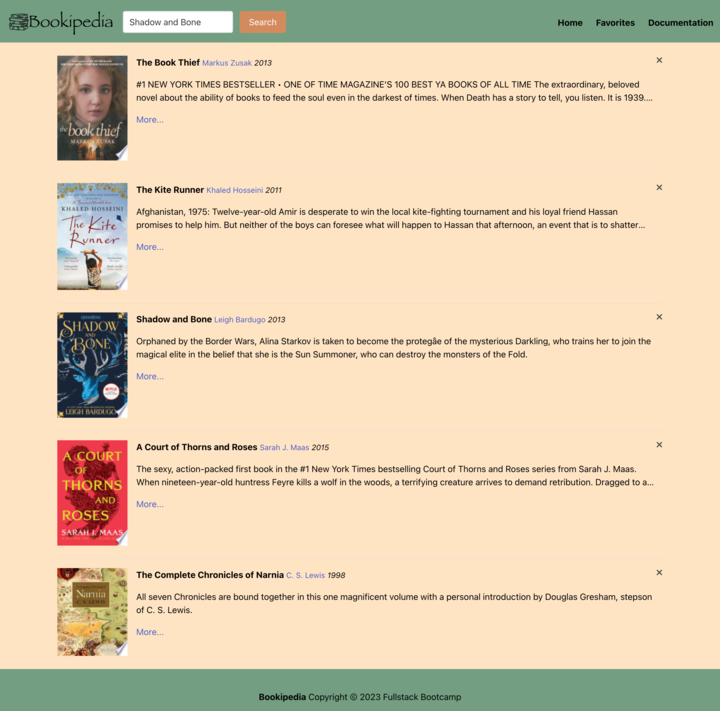 Bookipedia
Shadow and Bone
Search
Home Favorites Documentation
the book thief
MARKUS ZUSAK
The Book Thief Markus Zusak 2013
#1 NEW YORK TIMES BESTSELLER • ONE OF TIME MAGAZINE'S 100 BEST YA BOOKS OF ALL TIME The extraordinary, beloved
novel about the ability of books to feed the soul even in the darkest of times. When Death has a story to tell, you listen. It is 1939....
More...
KHALED HOSSEINI
The Kite
Runner
The Kite Runner Khaled Hosseini 2011
Afghanistan, 1975: Twelve-year-old Amir is desperate to win the local kite-fighting tournament and his loyal friend Hassan
promises to help him. But neither of the boys can foresee what will happen to Hassan that afternoon, an event that is to shatter...
More...
SHADOW
AND
BONE
LEIGH BARDUGO
Shadow and Bone Leigh Bardugo 2013
Orphaned by the Border Wars, Alina Starkov is taken to become the protegâe of the mysterious Darkling, who trains her to join the
magical elite in the belief that she is the Sun Summoner, who can destroy the monsters of the Fold.
More...
A COURT
OF
THORNS
AND
ROSES
SARAH J. MAAS
A Court of Thorns and Roses Sarah J. Maas 2015
The sexy, action-packed first book in the #1 New York Times bestselling Court of Thorns and Roses series from Sarah J. Maas.
When nineteen-year-old huntress Feyre kills a wolf in the woods, a terrifying creature arrives to demand retribution. Dragged to a...
More...
Narnia
C. S. LEWIS
The Complete Chronicles of Narnia C. S. Lewis 1998
All seven Chronicles are bound together in this one magnificent volume with a personal introduction by Douglas Gresham, stepson
of C. S. Lewis.
More...
Bookipedia Copyright © 2023 Fullstack Bootcamp